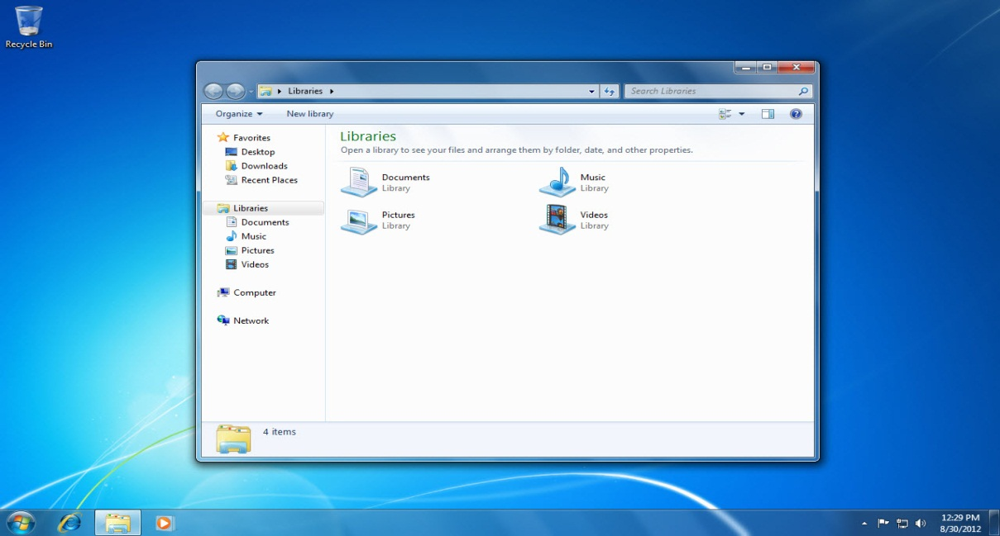 Recycle Bin
Libraries
Search Libraries
Organize
New library
Favorites
Desktop
Downloads
Recent Places
Libraries
Documents
Music
Pictures
Videos
Computer
Network
Libraries
Open a library to see your files and arrange them by folder, date, and other properties.
Documents
Library
Music
Library
Pictures
Library
Videos
Library
4 items
12:29 PM
8/30/2012